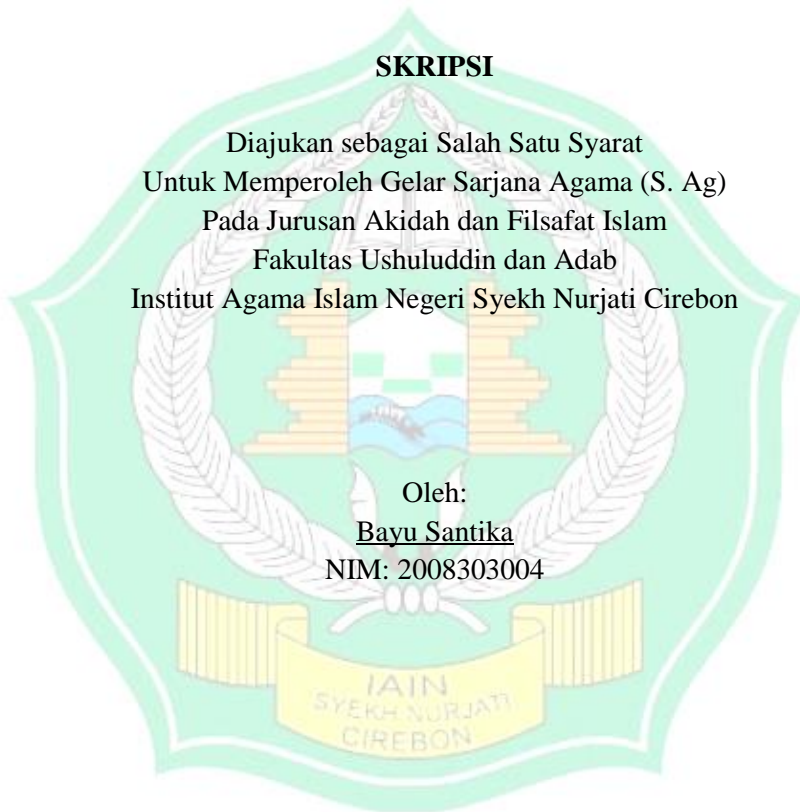 SKRIPSI
Diajukan sebagai Salah Satu Syarat
Untuk Memperoleh Gelar Sarjana Agama (S. Ag)
Pada Jurusan Akidah dan Filsafat Islam
Fakultas Ushuluddin dan Adab
Institut Agama Islam Negeri Syekh Nurjati Cirebon
Oleh:
Bayu Santika
NIM: 2008303004
IAIN
SYEKH NURJATI
CIREBON